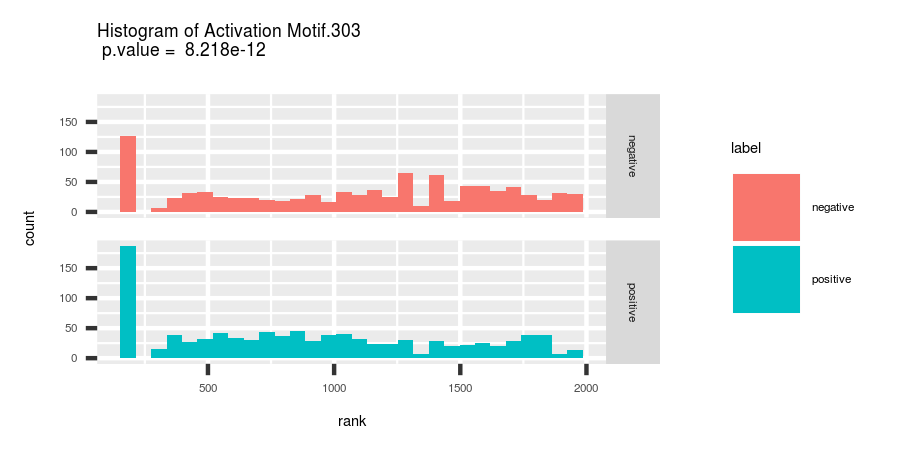 Histogram of Activation Motif.303
p.value = 8.218e-12
150
100
50
0
negative
150
100
50
0
positive
500 1000 1500 2000
rank
count
label
negative
positive